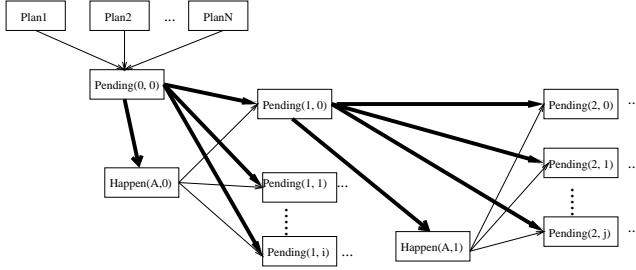 Plan1 Plan2 ... PlanN
Pending(0, 0)
Pending(1, 0) Pending(2, 0) ...
Happen(A,0) Pending(1, 1) ... Pending(2, 1) ...
Pending(1, i) ... Happen(A,1) Pending(2, j) ...